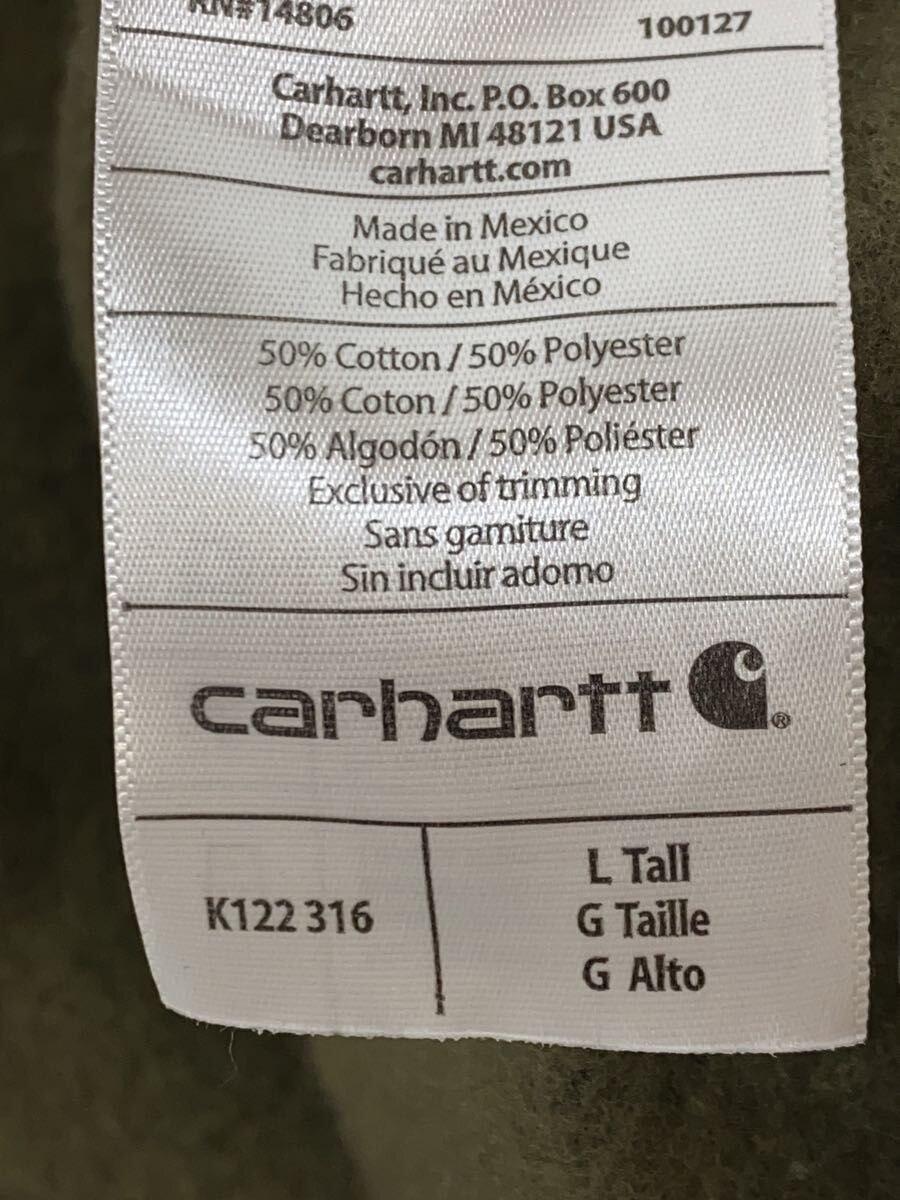 RN#14806
100127
Carhartt, Inc. P.O. Box 600
Dearborn MI 48121 USA
carhartt.com
Made in Mexico
Fabriqué au Mexique
Hecho en México
50% Cotton / 50% Polyester
50% Coton / 50% Polyester
50% Algodón / 50% Poliéster
Exclusive of trimming
Sans garniture
Sin incluir adorno
carhartt ®
K122 316
L Tall
G Taille
G Alto